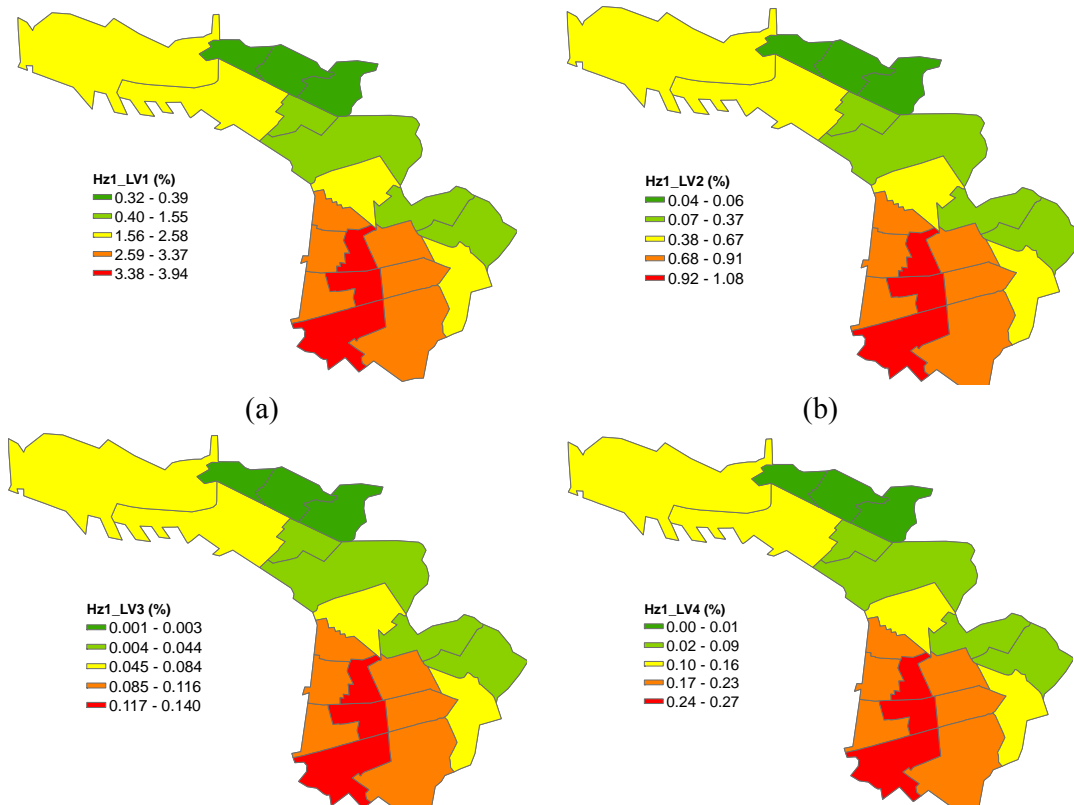 Hz1_LV1 (%)
0.32 - 0.39
0.40 - 1.55
1.56 - 2.58
2.59 - 3.37
3.38 - 3.94
(a)
Hz1_LV2 (%)
0.04 - 0.06
0.07 - 0.37
0.38 - 0.67
0.68 - 0.91
0.92 - 1.08
(b)
Hz1_LV3 (%)
0.001 - 0.003
0.004 - 0.044
0.045 - 0.084
0.085 - 0.116
0.117 - 0.140
Hz1_LV4 (%)
0.00 - 0.01
0.02 - 0.09
0.10 - 0.16
0.17 - 0.23
0.24 - 0.27